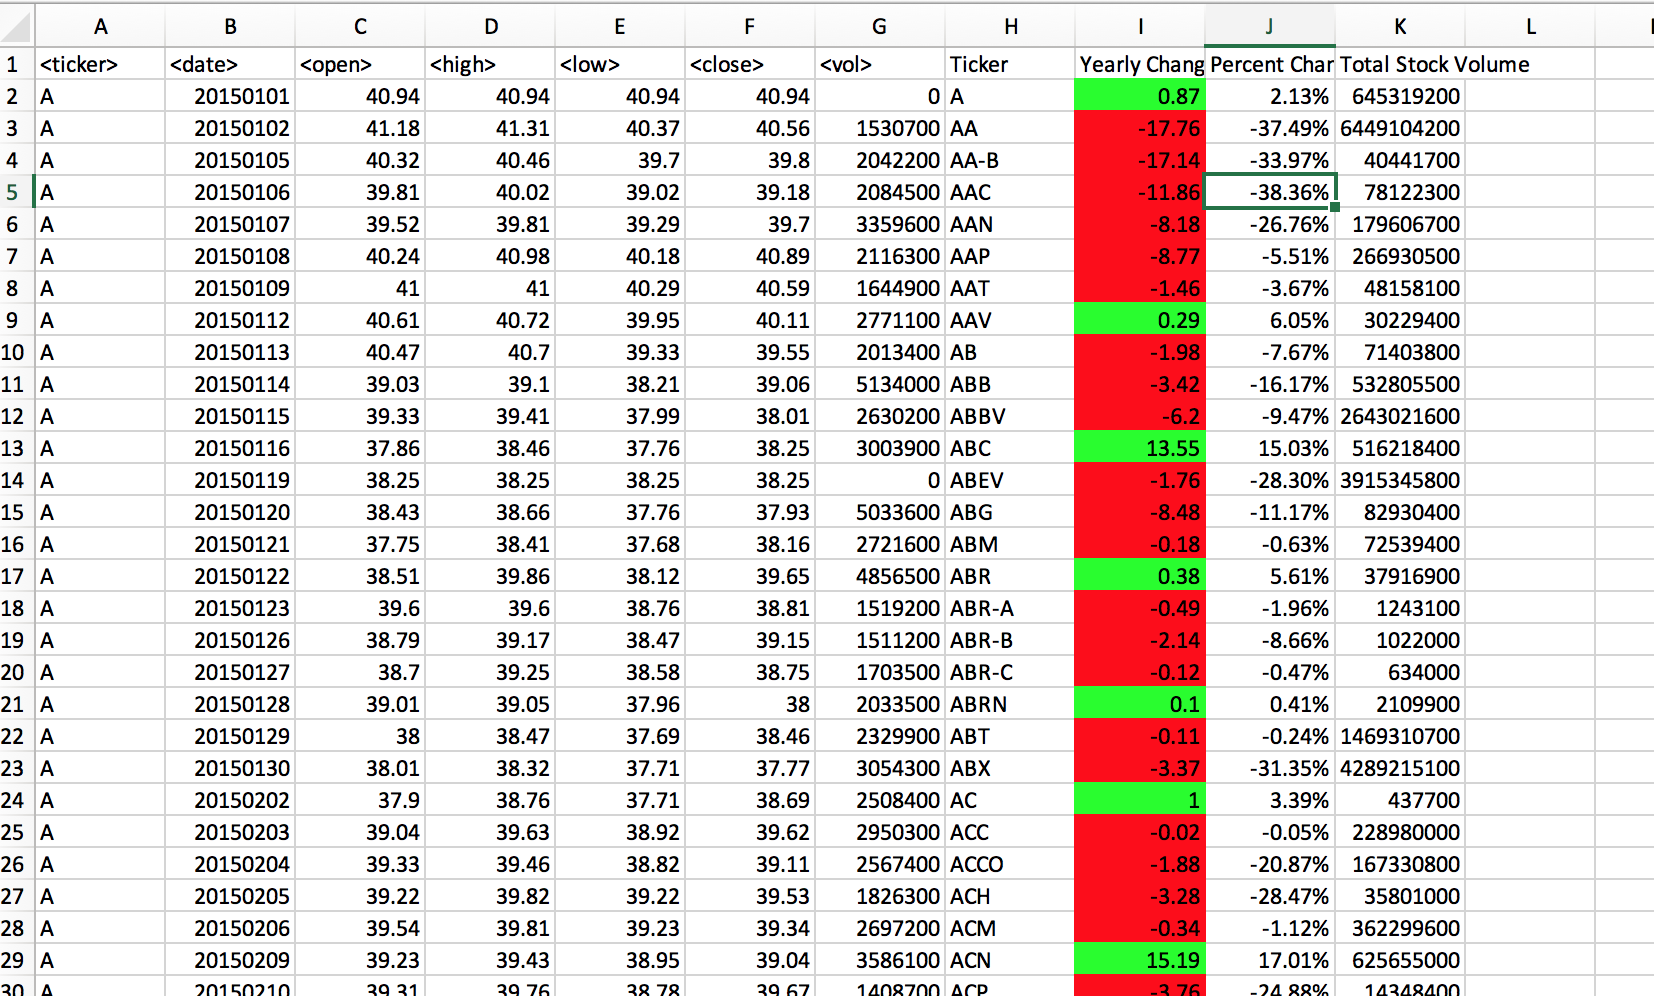 A B C D E F G H I J K L
1 <ticker> <date> <open> <high> <low> <close> <vol> Ticker Yearly Chang Percent Char Total Stock Volume
2 A 20150101 40.94 40.94 40.94 40.94 0 A 0.87 2.13% 645319200
3 A 20150102 41.18 41.31 40.37 40.56 1530700 AA -17.76 -37.49% 6449104200
4 A 20150105 40.32 40.46 39.7 39.8 2042200 AA-B -17.14 -33.97% 40441700
5 A 20150106 39.81 40.02 39.02 39.18 2084500 AAC -11.86 -38.36% 78122300
6 A 20150107 39.52 39.81 39.29 39.7 3359600 AAN -8.18 -26.76% 179606700
7 A 20150108 40.24 40.98 40.18 40.89 2116300 AAP -8.77 -5.51% 266930500
8 A 20150109 41 41 40.29 40.59 1644900 AAT -1.46 -3.67% 48158100
9 A 20150112 40.61 40.72 39.95 40.11 2771100 AAV 0.29 6.05% 30229400
10 A 20150113 40.47 40.7 39.33 39.55 2013400 AB -1.98 -7.67% 71403800
11 A 20150114 39.03 39.1 38.21 39.06 5134000 ABB -3.42 -16.17% 532805500
12 A 20150115 39.33 39.41 37.99 38.01 2630200 ABBV -6.2 -9.47% 2643021600
13 A 20150116 37.86 38.46 37.76 38.25 3003900 ABC 13.55 15.03% 516218400
14 A 20150119 38.25 38.25 38.25 38.25 0 ABEV -1.76 -28.30% 3915345800
15 A 20150120 38.43 38.66 37.76 37.93 5033600 ABG -8.48 -11.17% 82930400
16 A 20150121 37.75 38.41 37.68 38.16 2721600 ABM -0.18 -0.63% 72539400
17 A 20150122 38.51 39.86 38.12 39.65 4856500 ABR 0.38 5.61% 37916900
18 A 20150123 39.6 39.6 38.76 38.81 1519200 ABR-A -0.49 -1.96% 1243100
19 A 20150126 38.79 39.17 38.47 39.15 1511200 ABR-B -2.14 -8.66% 1022000
20 A 20150127 38.7 39.25 38.58 38.75 1703500 ABR-C -0.12 -0.47% 634000
21 A 20150128 39.01 39.05 37.96 38 2033500 ABRN 0.1 0.41% 2109900
22 A 20150129 38 38.47 37.69 38.46 2329900 ABT -0.11 -0.24% 1469310700
23 A 20150130 38.01 38.32 37.71 37.77 3054300 ABX -3.37 -31.35% 4289215100
24 A 20150202 37.9 38.76 37.71 38.69 2508400 AC 1 3.39% 437700
25 A 20150203 39.04 39.63 38.92 39.62 2950300 ACC -0.02 -0.05% 228980000
26 A 20150204 39.33 39.46 38.82 39.11 2567400 ACCO -1.88 -20.87% 167330800
27 A 20150205 39.22 39.82 39.22 39.53 1826300 ACH -3.28 -28.47% 35801000
28 A 20150206 39.54 39.81 39.23 39.34 2697200 ACM -0.34 -1.12% 362299600
29 A 20150209 39.23 39.43 38.95 39.04 3586100 ACN 15.19 17.01% 625655000
30 A 20150210 39.31 39.76 38.78 39.67 1408700 ACP -3.76 -24.88% 14348400